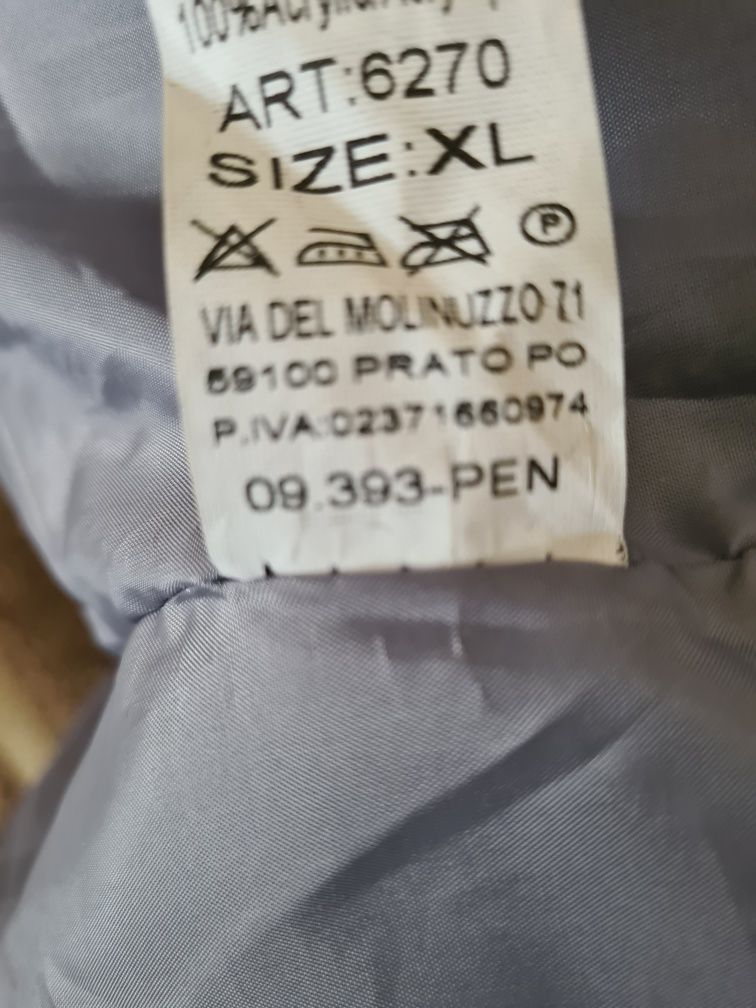 ART:6270
SIZE:XL
P
VIA DEL MOLINUZZO 71
59100 PRATO PO
P.IVA:02371660974
09.393-PEN